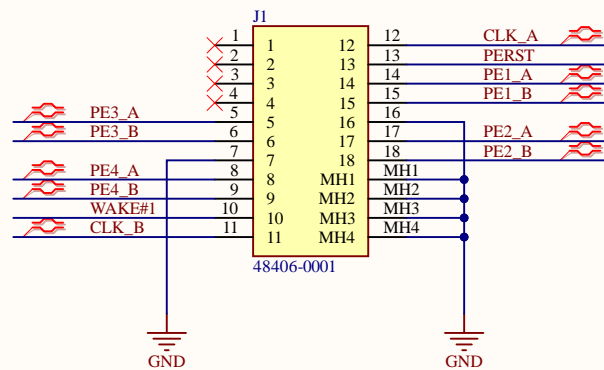 J1
1 1 12 12 CLK_A
2 2 13 13 PERST
3 3 14 14 PE1_A
4 4 15 15 PE1_B
PE3_A 5 5 16 16
PE3_B 6 6 17 17 PE2_A
7 7 18 18 PE2_B
PE4_A 8 8 MH1 MH1
PE4_B 9 9 MH2 MH2
WAKE#1 10 10 MH3 MH3
CLK_B 11 11 MH4 MH4
48406-0001
GND GND